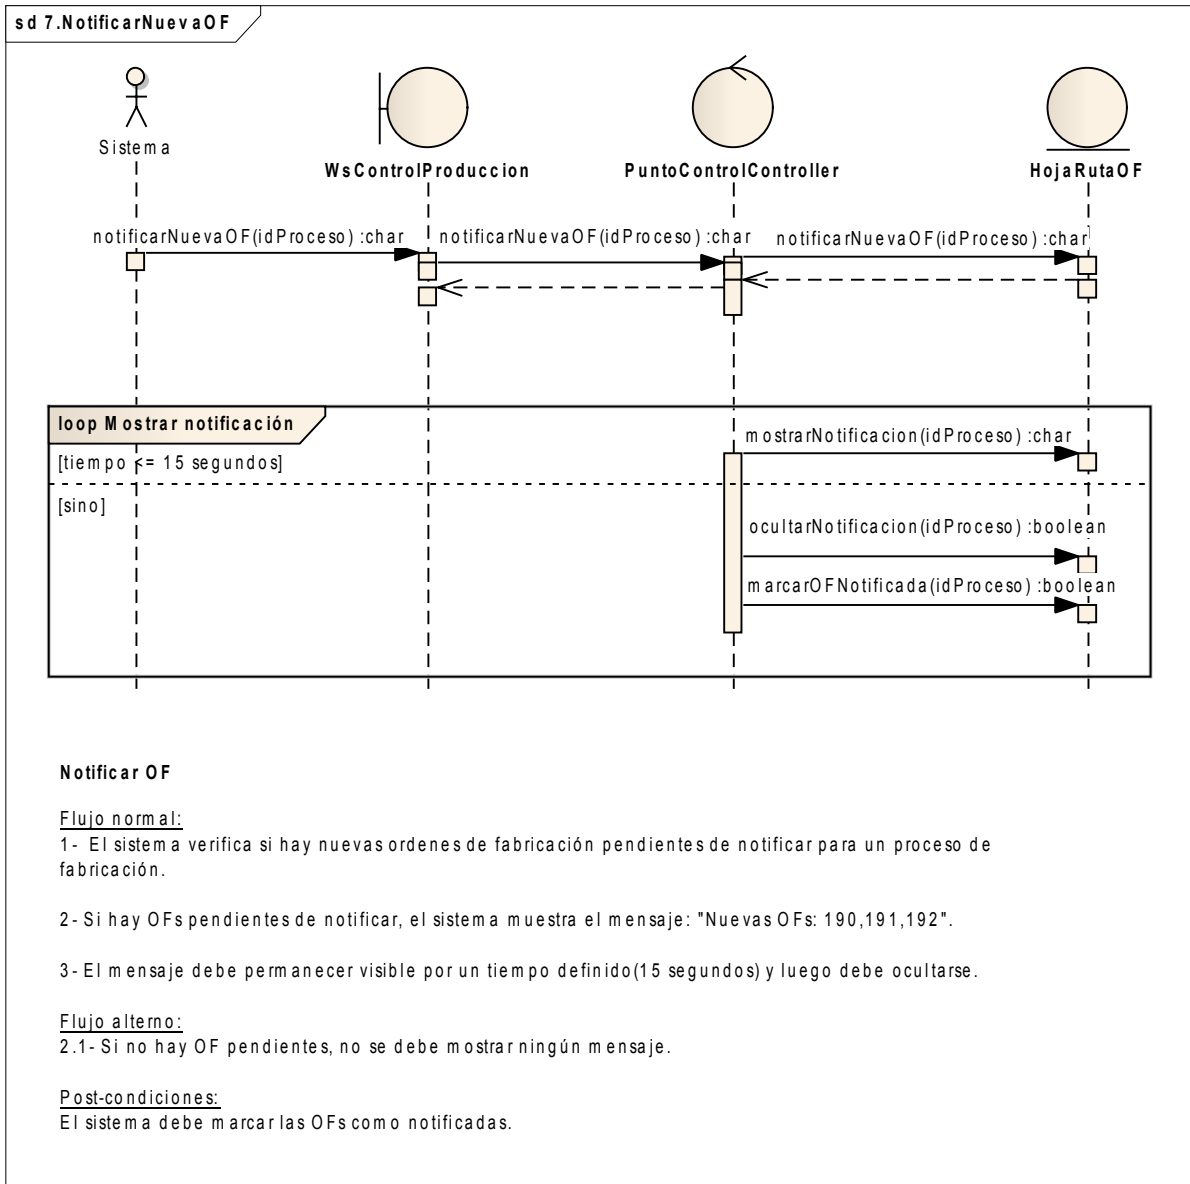 sd 7.NotificarNuevaOF
Sistema
WsControlProduccion
PuntoControlController
HojaRutaOF
notificarNuevaOF(idProceso) :char
notificarNuevaOF(idProceso) :char
notificarNuevaOF(idProceso) :char
loop Mostrar notificación
mostrarNotificacion(idProceso) :char
[tiempo <= 15 segundos]
[sino]
ocultarNotificacion(idProceso) :boolean
marcarOFNotificada(idProceso) :boolean
Notificar OF
Flujo normal:
1- El sistema verifica si hay nuevas ordenes de fabricación pendientes de notificar para un proceso de
fabricación.
2- Si hay OFs pendientes de notificar, el sistema muestra el mensaje: "Nuevas OFs: 190,191,192".
3- El mensaje debe permanecer visible por un tiempo definido(15 segundos) y luego debe ocultarse.
Flujo alterno:
2.1- Si no hay OF pendientes, no se debe mostrar ningún mensaje.
Post-condiciones:
El sistema debe marcar las OFs como notificadas.